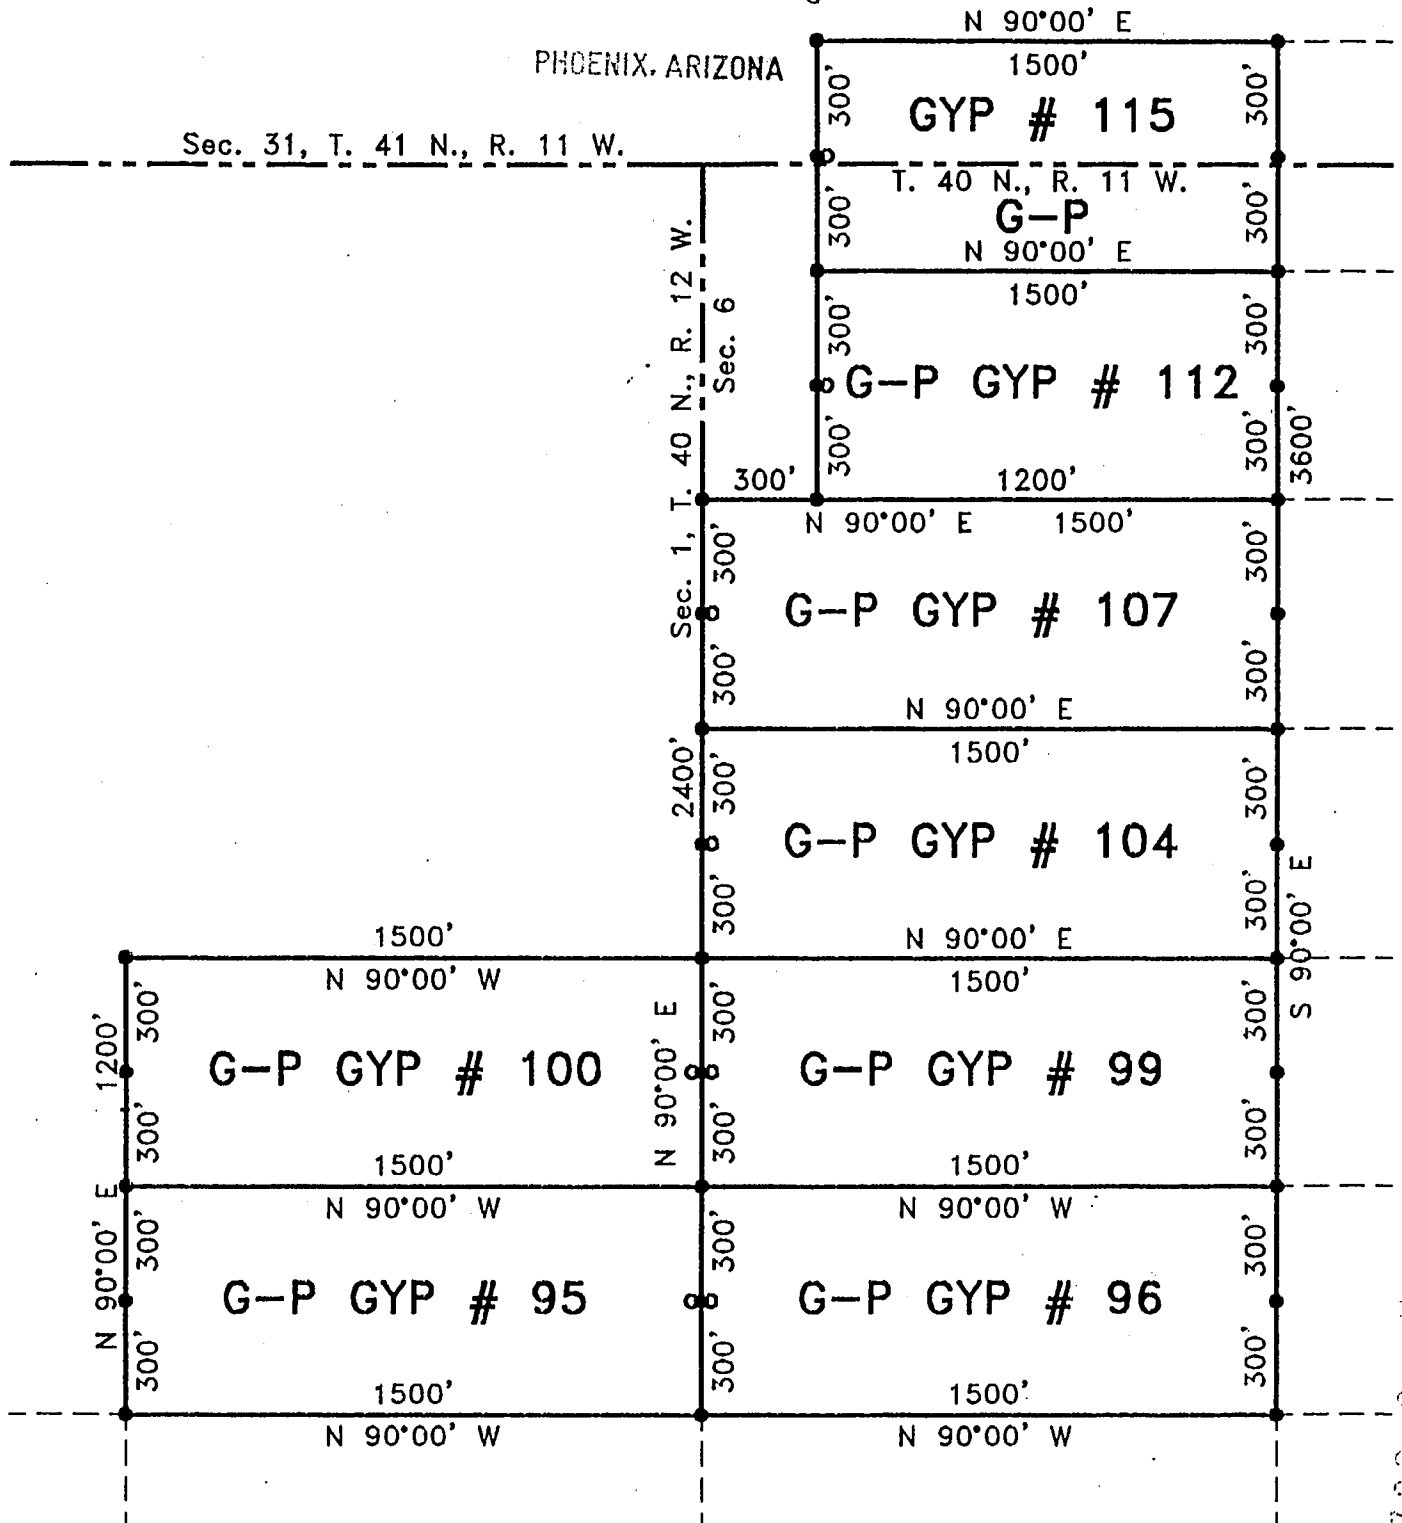 N 90°00' E
PHOENIX, ARIZONA
1500'
300'
300'
GYP # 115
Sec. 31, T. 41 N., R. 11 W.
T. 40 N., R. 11 W.
300'
300'
G-P
N 90°00' E
1500'
Sec. 1, T. 40 N., R. 12 W.
Sec. 6
300'
300'
G-P GYP # 112
300'
300'
3600'
300'
1200'
N 90°00' E
1500'
300'
300'
G-P GYP # 107
300'
300'
N 90°00' E
1500'
2400'
300'
300'
G-P GYP # 104
300'
300'
S 90°00' E
1500'
N 90°00' E
N 90°00' W
1500'
300'
300'
300'
1200'
N 90°00' E
G-P GYP # 100
G-P GYP # 99
300'
300'
300'
1500'
1500'
N 90°00' W
N 90°00' W
N 90°00' E
300'
300'
300'
G-P GYP # 95
G-P GYP # 96
300'
300'
300'
1500'
1500'
N 90°00' W
N 90°00' W